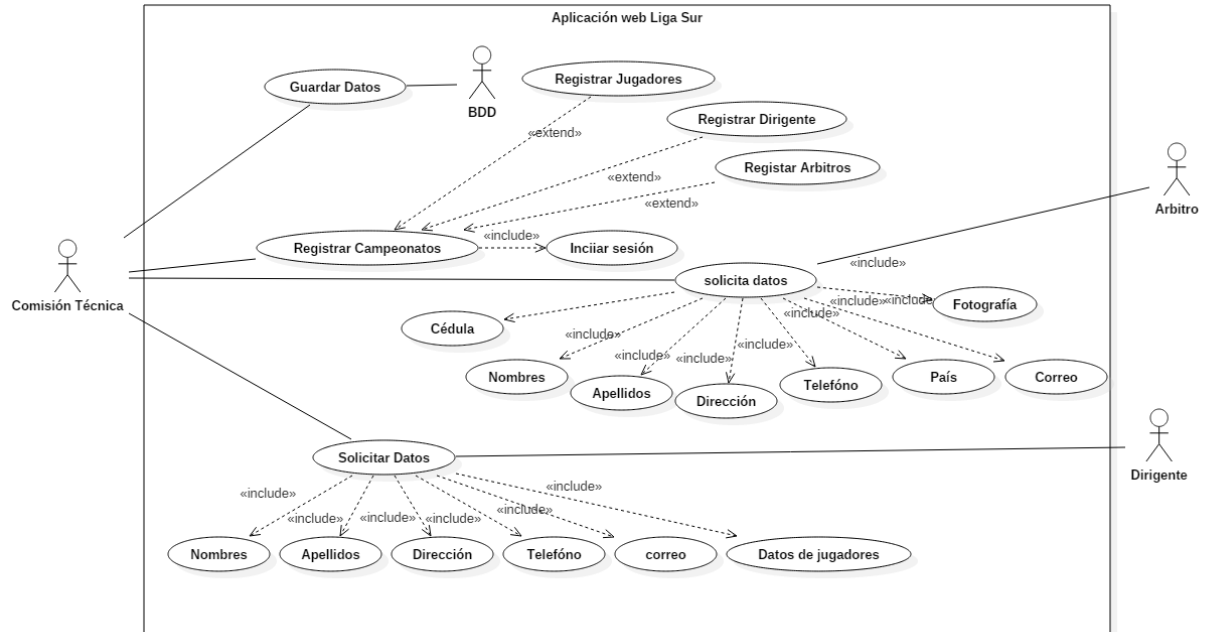 Aplicación web Liga Sur
Guardar Datos
BDD
Registrar Jugadores
«extend»
Registrar Dirigente
«extend»
Registar Arbitros
«extend»
Arbitro
Comisión Técnica
Registrar Campeonatos
«include»
Inciiar sesión
solicita datos
«include»
Fotografía
«include»
«include»
«include»
Cédula
«include»
«include»
«include»
«include»
Nombres
Apellidos
Dirección
Telefóno
País
Correo
Solicitar Datos
Dirigente
«include»
«include»
«include»
«include»
«include»
«include»
Nombres
Apellidos
Dirección
Telefóno
correo
Datos de jugadores